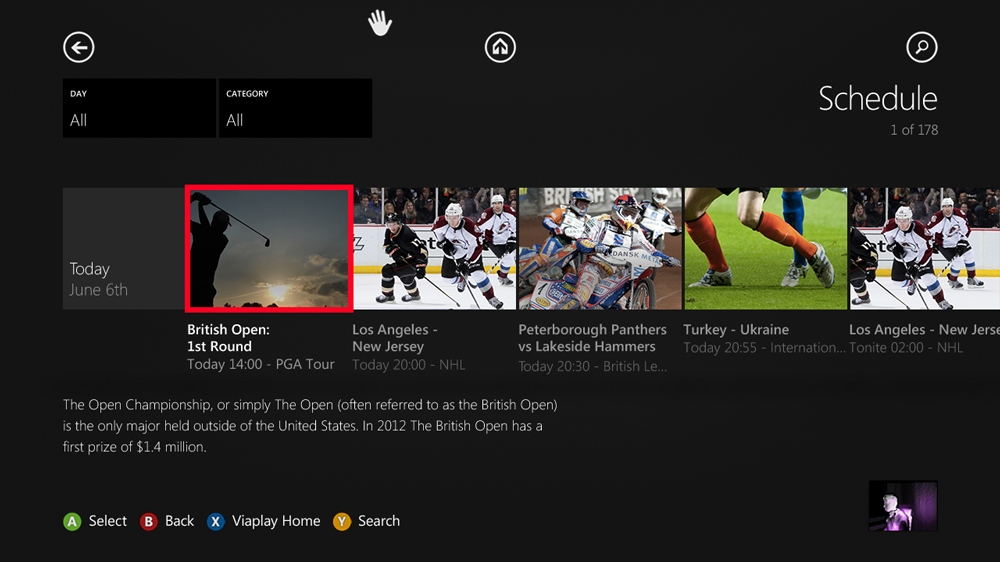 DAY
All
CATEGORY
All
Schedule
1 of 178
Today
June 6th
British Open:
1st Round
Today 14:00 - PGA Tour
Los Angeles -
New Jersey
Today 20:00 - NHL
Peterborough Panthers
vs Lakeside Hammers
Today 20:30 - British Le...
Turkey - Ukraine
Today 20:55 - Internation...
Los Angeles - New Jerse
Tonite 02:00 - NHL
The Open Championship, or simply The Open (often referred to as the British Open)
is the only major held outside of the United States. In 2012 The British Open has a
first prize of $1.4 million.
A Select
B Back
X Viaplay Home
Y Search